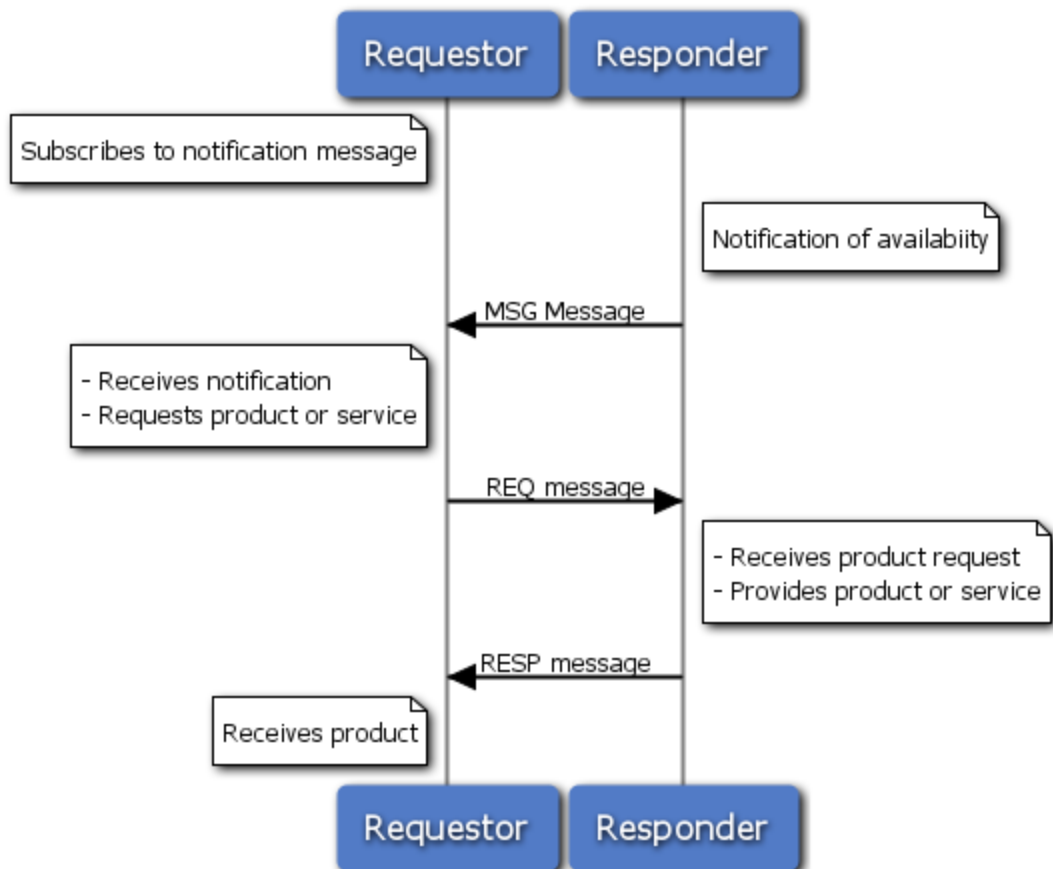 Requestor
Responder
Subscribes to notification message
Notification of availabiity
MSG Message
- Receives notification
- Requests product or service
REQ message
- Receives product request
- Provides product or service
RESP message
Receives product
Requestor
Responder